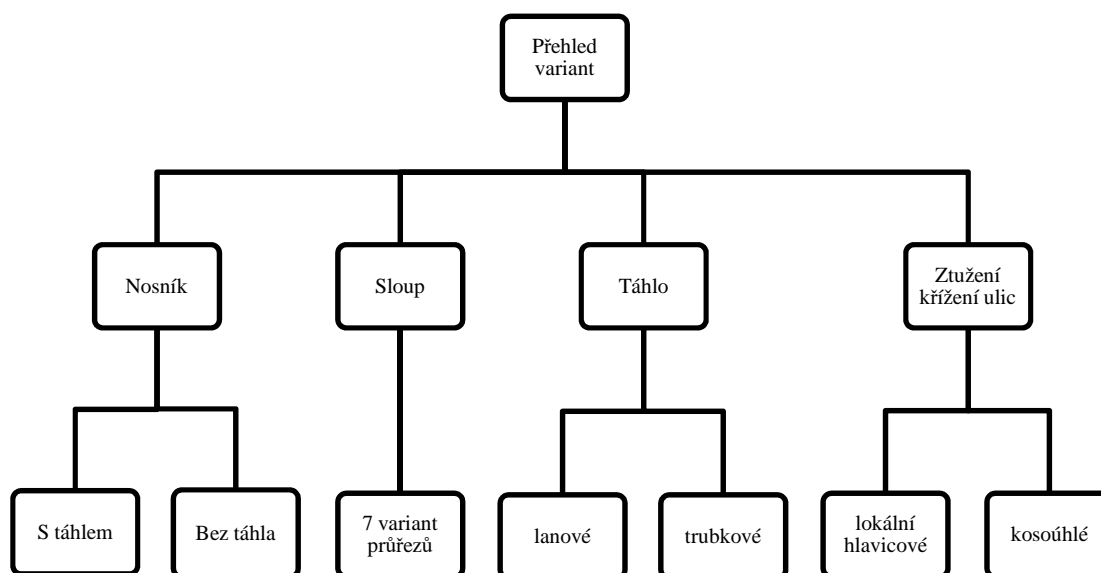 Přehled
variant
Nosník
Sloup
Táhlo
Ztužení
křížení ulic
S táhlem
Bez táhla
7 variant
průřezů
lanové
trubkové
lokální
hlavicové
kosoúhlé